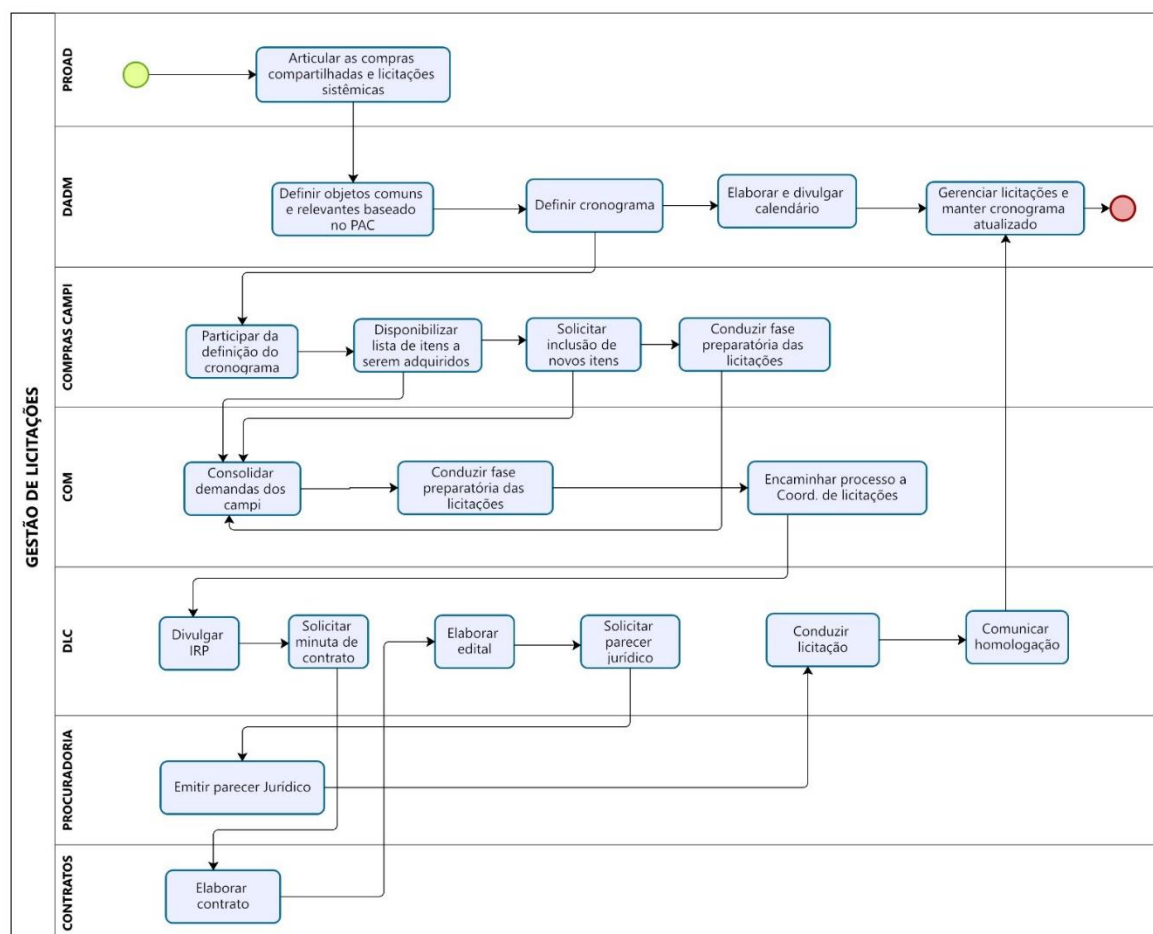 GESTÃO DE LICITAÇÕES
PROAD
Articular as compras
compartilhadas e licitações
sistêmicas
DADM
Definir objetos comuns
e relevantes baseado
no PAC
Definir cronograma
Elaborar e divulgar
calendário
Gerenciar licitações e
manter cronograma
atualizado
COMPRAS CAMPI
Participar da
definição do
cronograma
Disponibilizar
lista de itens a
serem adquiridos
Solicitar
inclusão de
novos itens
Conduzir fase
preparatória das
licitações
COM
Consolidar
demandas dos
campi
Conduzir fase
preparatória das
licitações
Encaminhar processo a
Coord. de licitações
DLC
Divulgar
IRP
Solicitar
minuta de
contrato
Elaborar
edital
Solicitar
parecer
jurídico
Conduzir
licitação
Comunicar
homologação
PROCURADORIA
Emitir parecer Jurídico
CONTRATOS
Elaborar
contrato